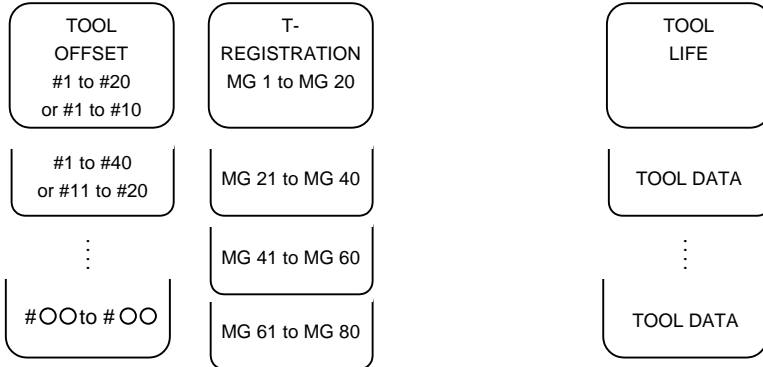 TOOL
OFFSET
#1 to #20
or #1 to #10
#1 to #40
or #11 to #20
#○○to #○○
T-
REGISTRATION
MG 1 to MG 20
MG 21 to MG 40
MG 41 to MG 60
MG 61 to MG 80
TOOL
LIFE
TOOL DATA
TOOL DATA